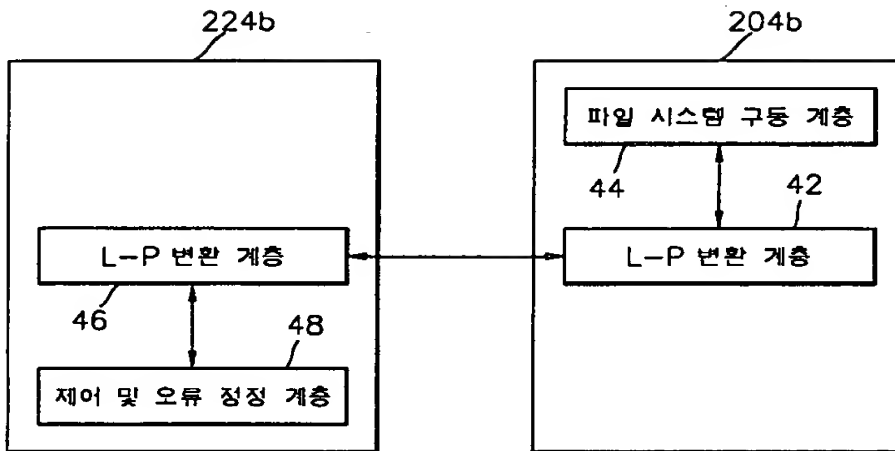 224b
204b
파일 시스템 구동 계층
44
42
L-P 변환 계층
L-P 변환 계층
46
48
제어 및 오류 정정 계층